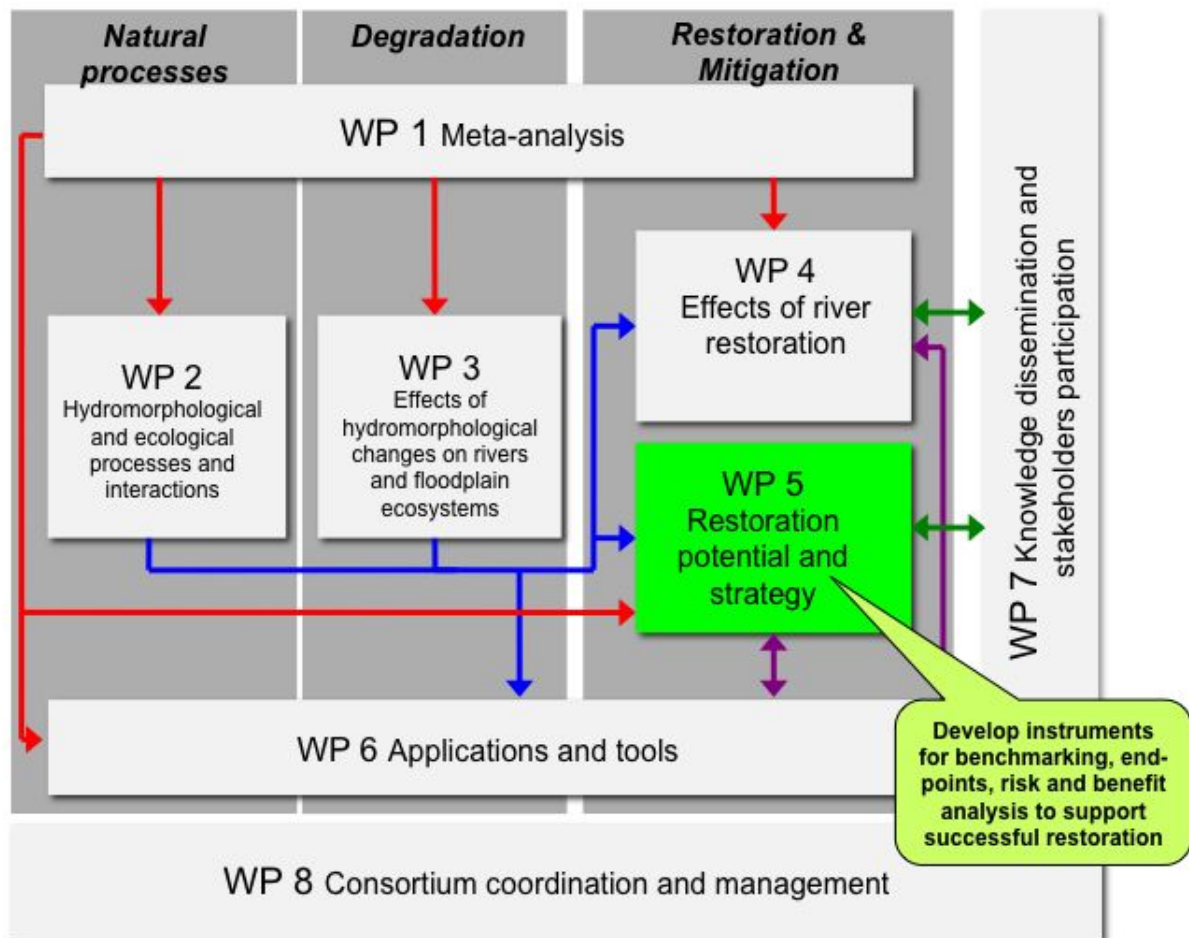 Natural
processes
Degradation
Restoration &
Mitigation
WP 1 Meta-analysis
WP 2
Hydromorphological
and ecological
processes and
interactions
WP 3
Effects of
hydromorphological
changes on rivers
and floodplain
ecosystems
WP 4
Effects of river
restoration
WP 5
Restoration
potential and
strategy
WP 6 Applications and tools
WP 7 Knowledge dissemination and
stakeholders participation
Develop instruments
for benchmarking, end-
points, risk and benefit
analysis to support
successful restoration
WP 8 Consortium coordination and management